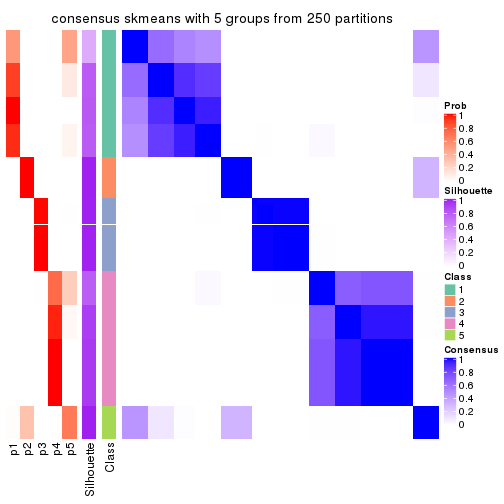 consensus skmeans with 5 groups from 250 partitions
Prob
1
0.8
0.6
0.4
0.2
0
Silhouette
1
0.8
0.6
0.4
0.2
0
Class
1
2
3
4
5
Consensus
1
0.8
0.6
0.4
0.2
0
p1
p2
p3
p4
p5
Silhouette
Class